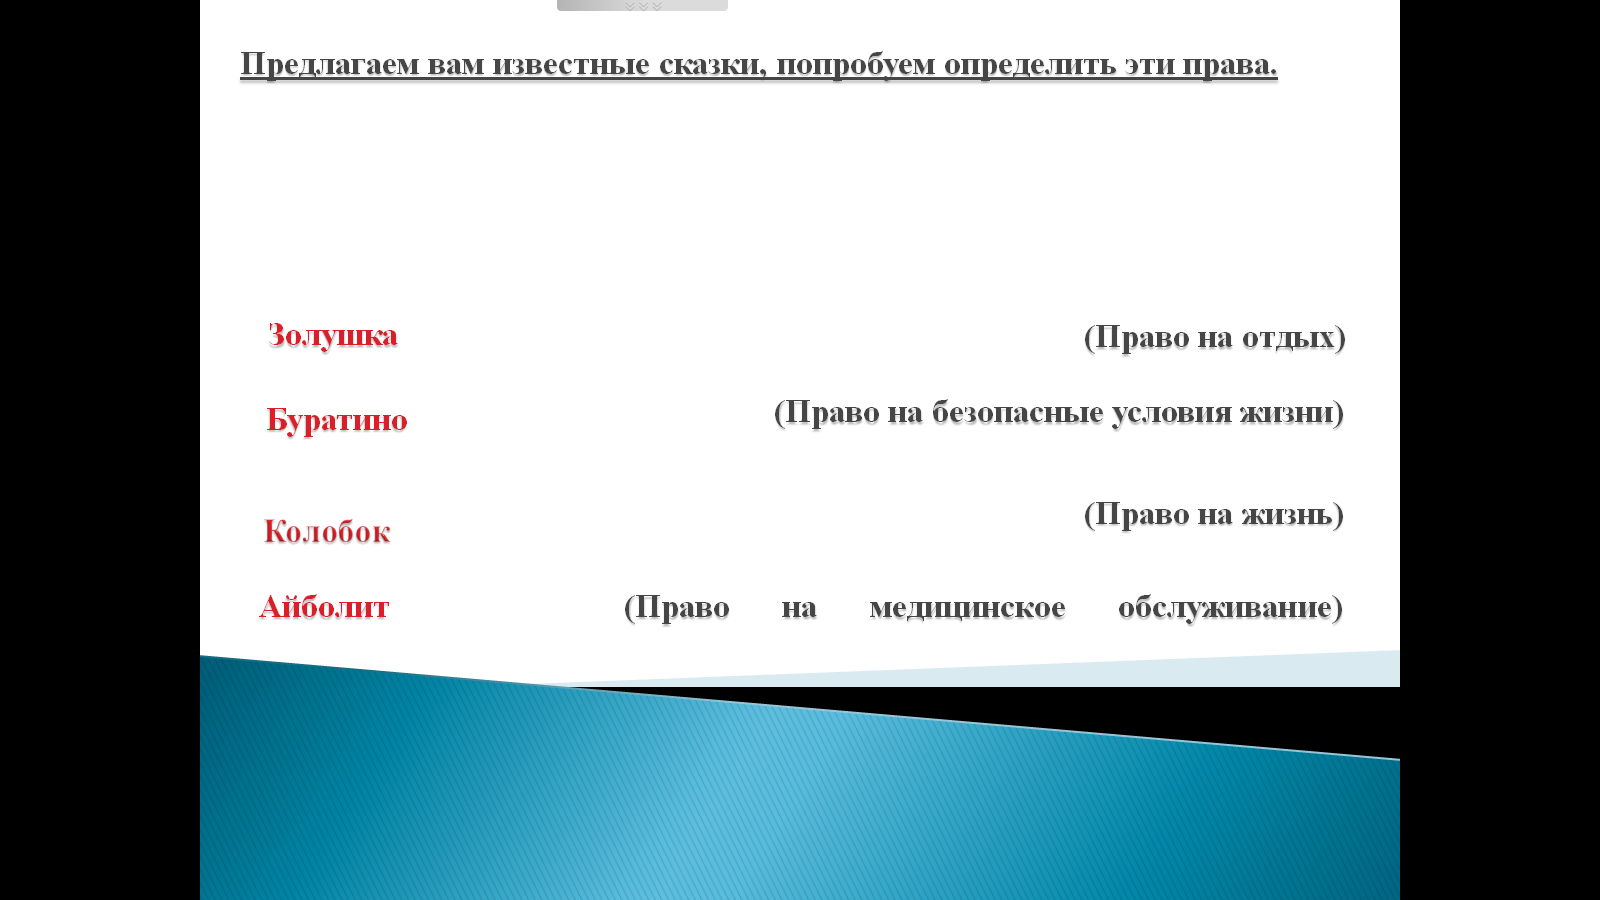 Предлагаем вам известные сказки, попробуем определить эти права.
Золушка (Право на отдых)
Буратино (Право на безопасные условия жизни)
Колобок (Право на жизнь)
Айболит (Право на медицинское обслуживание)